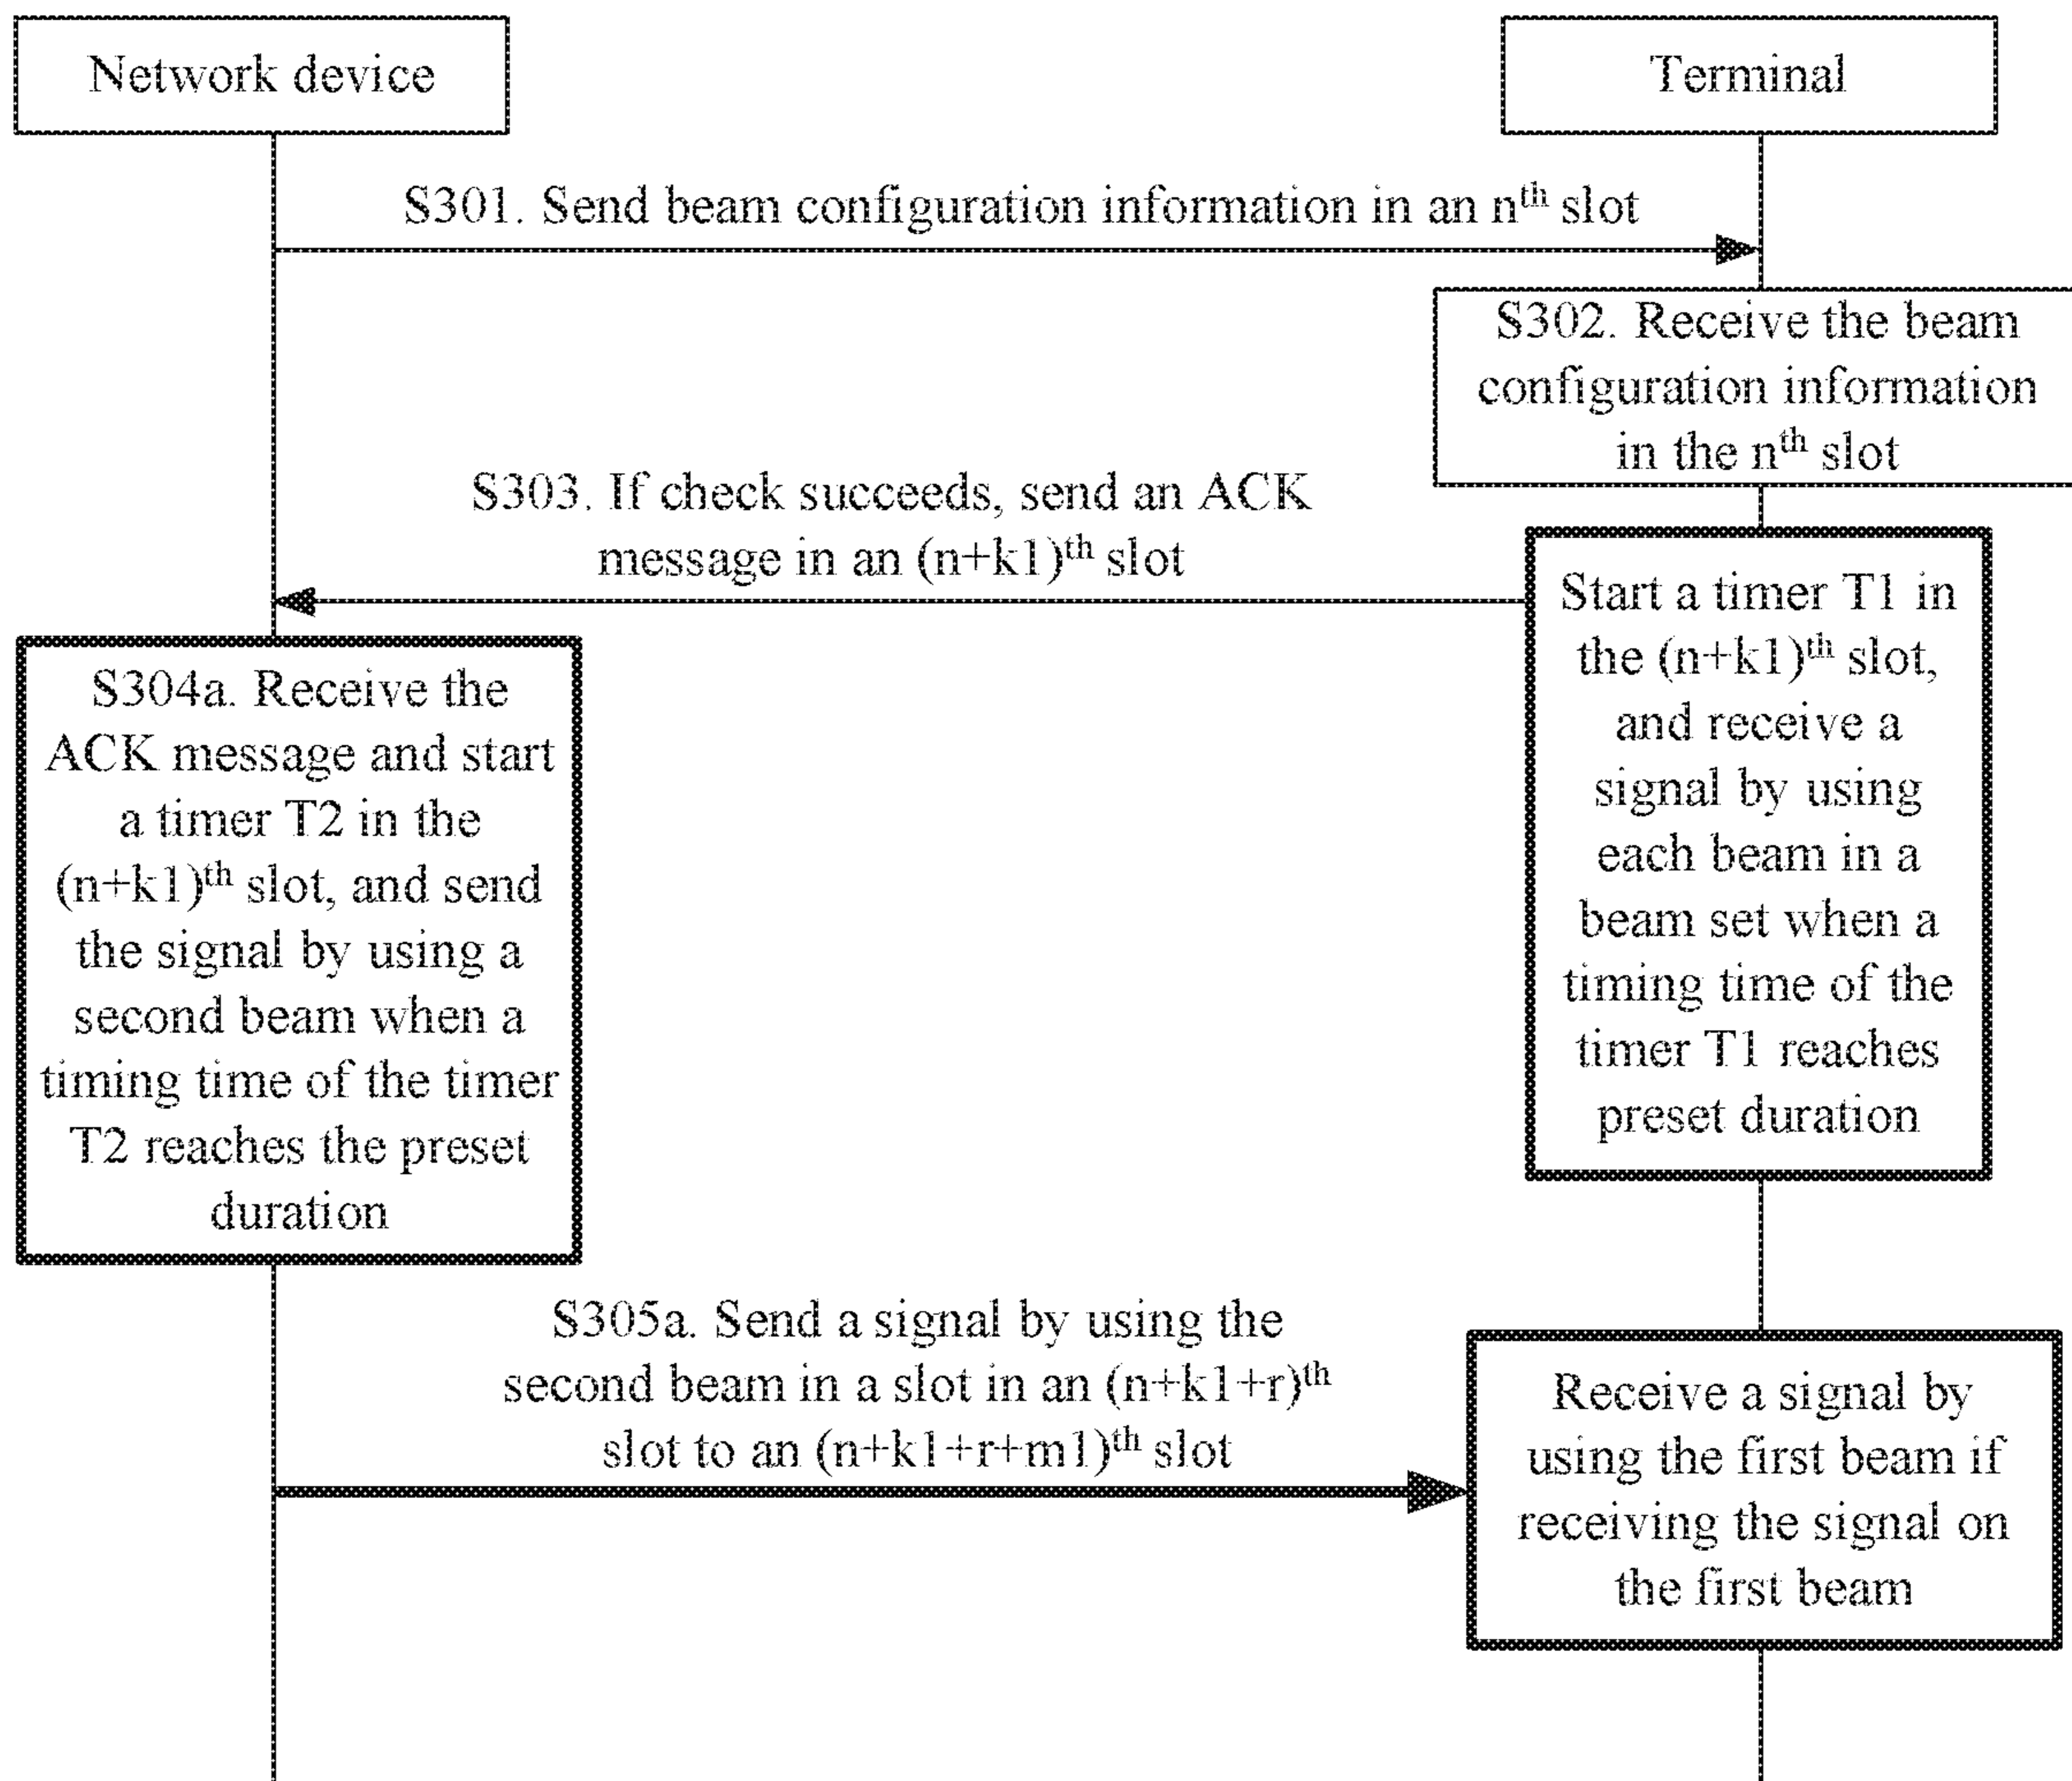 Network device
Terminal
S301. Send beam configuration information in an nth slot
S302. Receive the beam
configuration information
in the nth slot
S303. If check succeeds, send an ACK
message in an (n+k1)th slot
Start a timer T1 in
the (n+k1)th slot,
and receive a
signal by using
each beam in a
beam set when a
timing time of the
timer T1 reaches
preset duration
S304a. Receive the
ACK message and start
a timer T2 in the
(n+k1)th slot, and send
the signal by using a
second beam when a
timing time of the timer
T2 reaches the preset
duration
S305a. Send a signal by using the
second beam in a slot in an (n+k1+r)th
slot to an (n+k1+r+m1)th slot
Receive a signal by
using the first beam if
receiving the signal on
the first beam